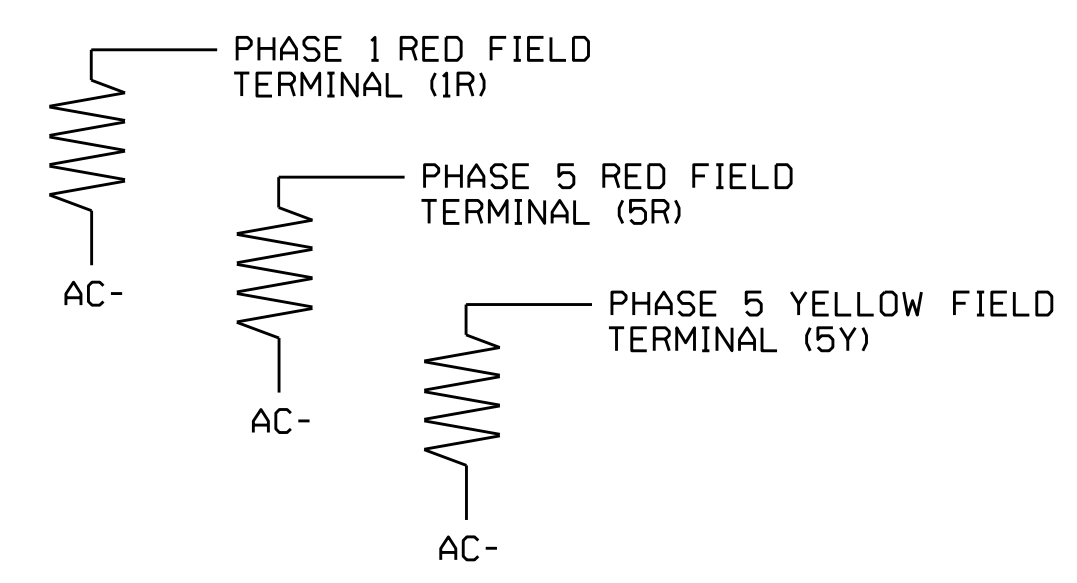 PHASE 1 RED FIELD
TERMINAL (1R)
AC-
PHASE 5 RED FIELD
TERMINAL (5R)
AC-
PHASE 5 YELLOW FIELD
TERMINAL (5Y)
AC-